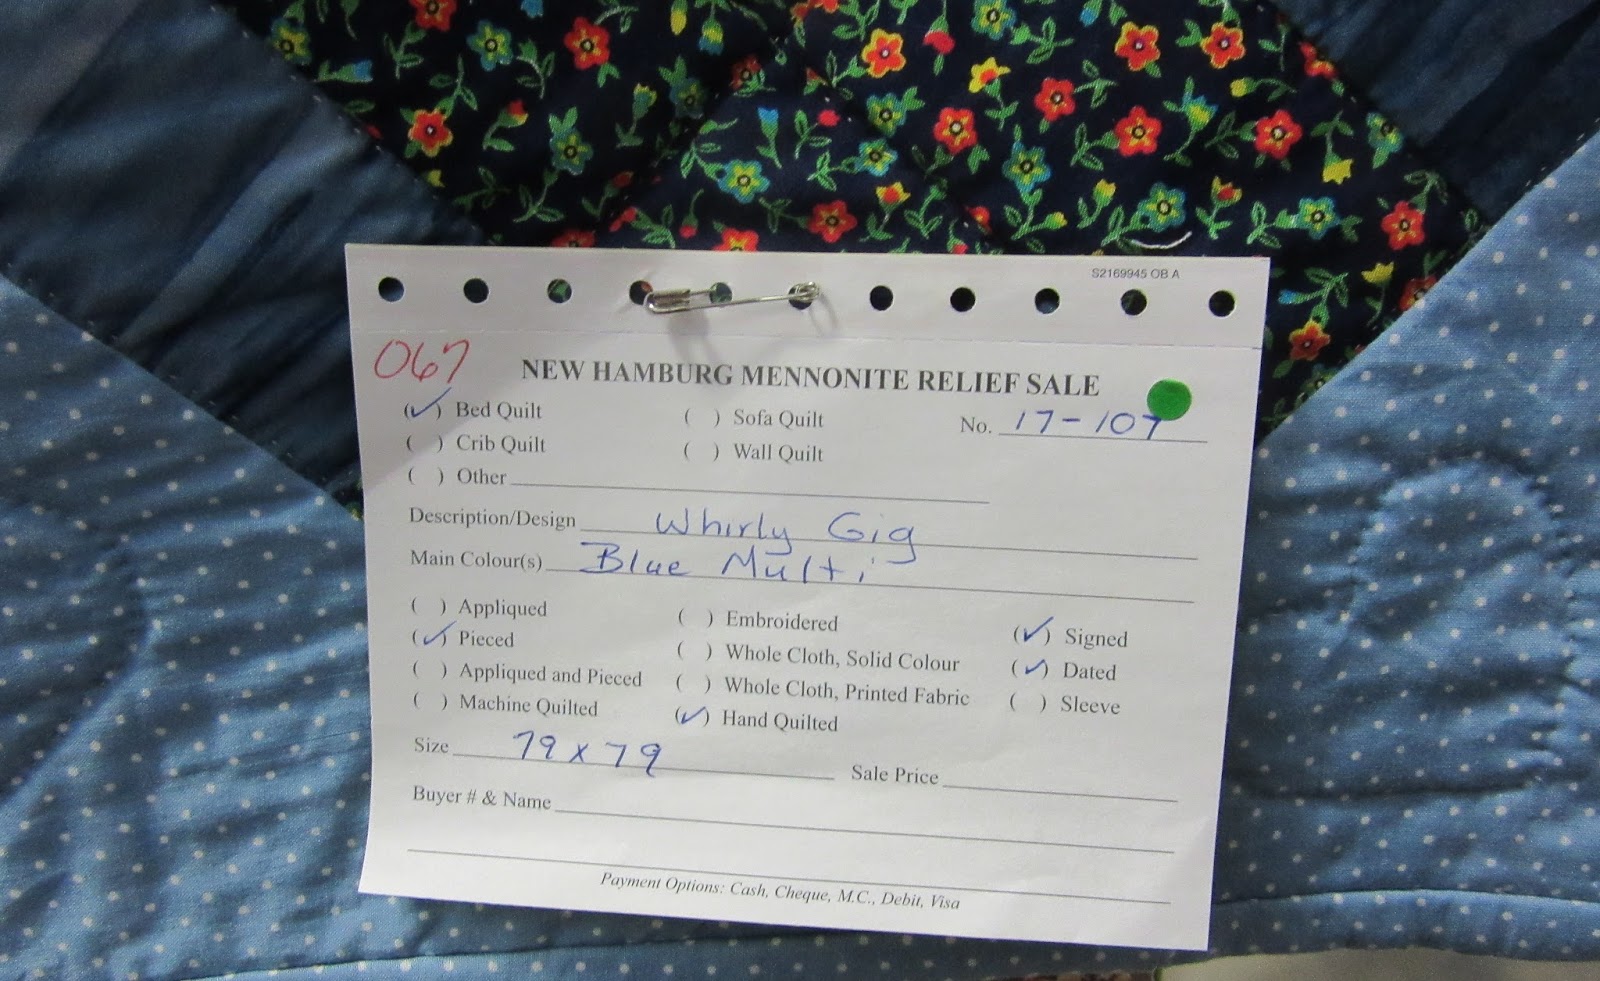 S2169945 OB A
067
NEW HAMBURG MENNONITE RELIEF SALE
(✓) Bed Quilt ( ) Sofa Quilt No. 17-107
( ) Crib Quilt ( ) Wall Quilt
( ) Other
Description/Design Whirly Gig
Main Colour(s) Blue Multi
( ) Appliqued ( ) Embroidered (✓) Signed
(✓) Pieced ( ) Whole Cloth, Solid Colour (✓) Dated
( ) Appliqued and Pieced ( ) Whole Cloth, Printed Fabric ( ) Sleeve
( ) Machine Quilted (✓) Hand Quilted
Size 79 x 79 Sale Price
Buyer # & Name
Payment Options: Cash, Cheque, M.C., Debit, Visa